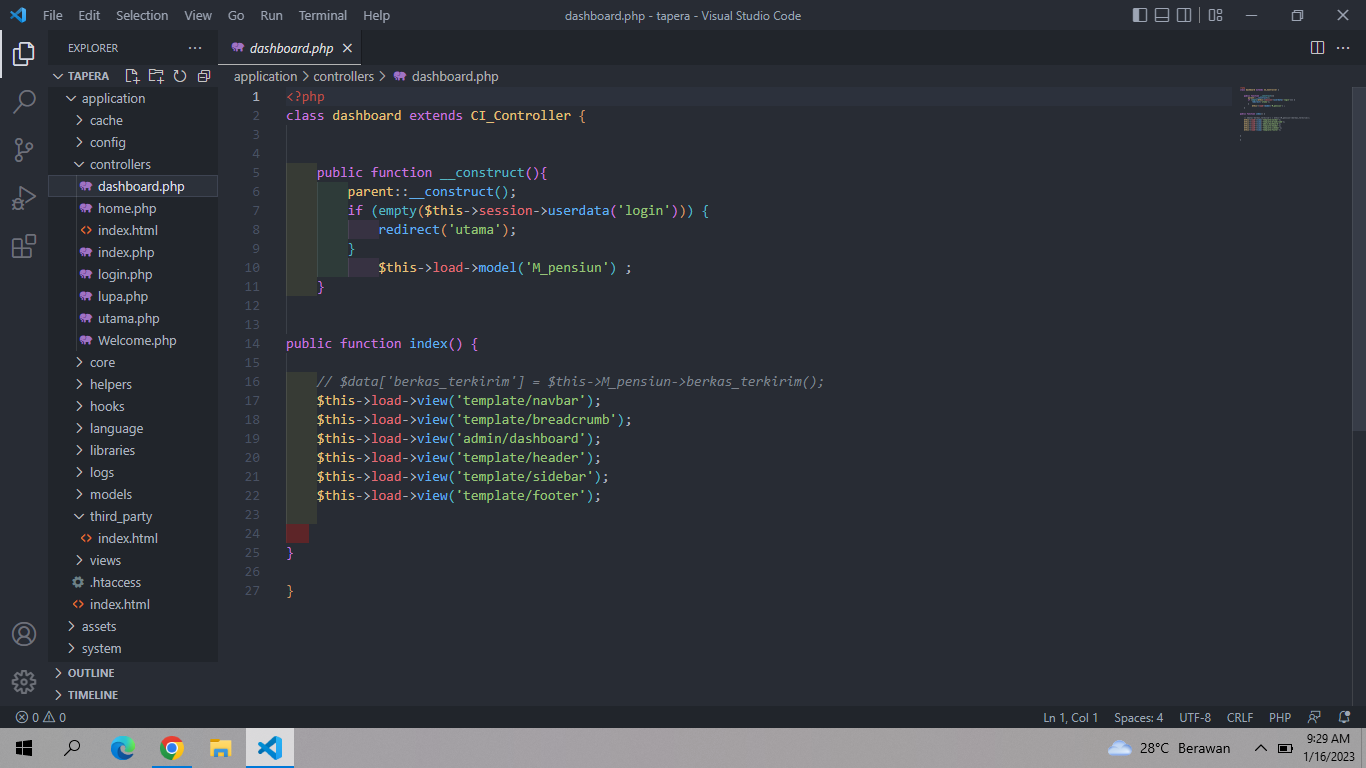 File Edit Selection View Go Run Terminal Help
dashboard.php - tapera - Visual Studio Code
EXPLORER
TAPERA
application
cache
config
controllers
dashboard.php
home.php
index.html
index.php
login.php
lupa.php
utama.php
Welcome.php
core
helpers
hooks
language
libraries
logs
models
third_party
index.html
views
.htaccess
index.html
assets
system
OUTLINE
TIMELINE
dashboard.php
application > controllers > dashboard.php
1 <?php
2 class dashboard extends CI_Controller {
3
4
5 public function __construct(){
6 parent::__construct();
7 if (empty($this->session->userdata('login'))) {
8 redirect('utama');
9 }
10 $this->load->model('M_pensiun') ;
11 }
12
13
14 public function index() {
15
16 // $data['berkas_terkirim'] = $this->M_pensiun->berkas_terkirim();
17 $this->load->view('template/navbar');
18 $this->load->view('template/breadcrumb');
19 $this->load->view('admin/dashboard');
20 $this->load->view('template/header');
21 $this->load->view('template/sidebar');
22 $this->load->view('template/footer');
23
24
25 }
26
27 }
0 0
Ln 1, Col 1 Spaces: 4 UTF-8 CRLF PHP
28°C Berawan
9:29 AM
1/16/2023